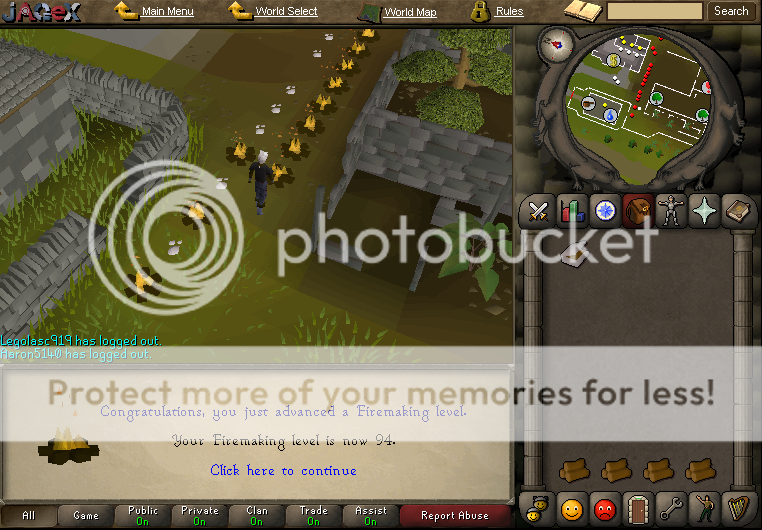 JAGEX Main Menu World Select World Map Rules Search
photobucket
Legolasc919 has logged out.
Aaron5140 has logged out.
Protect more of your memories for less!
Congratulations, you just advanced a Firemaking level.
Your Firemaking level is now 94.
Click here to continue
All Game Public On Private On Clan On Trade On Assist On Report Abuse